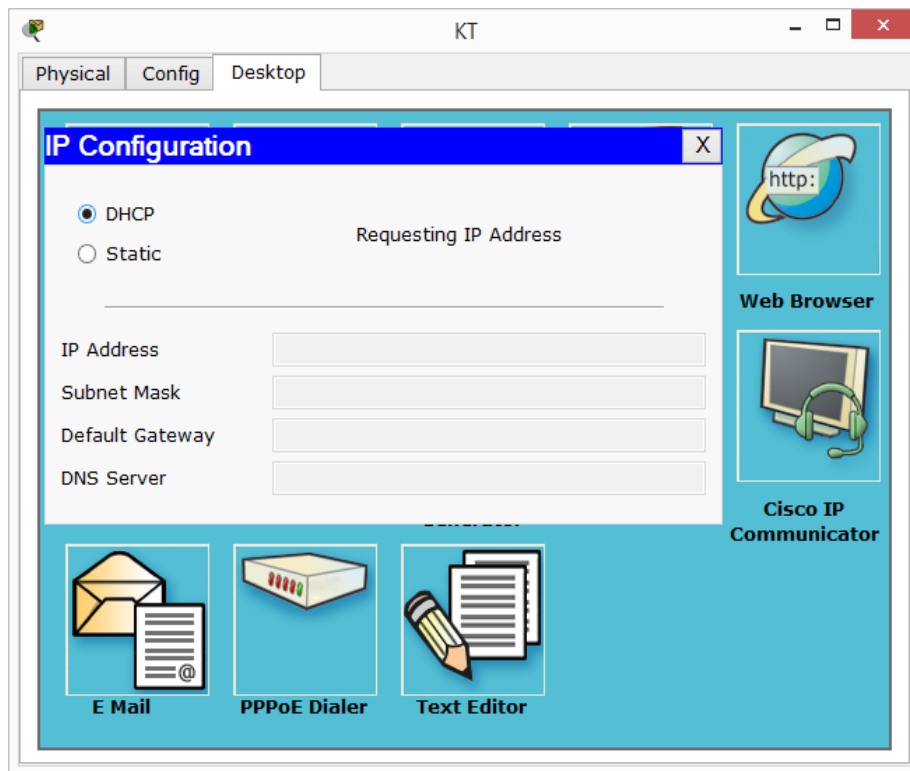 KT
Physical
Config
Desktop
IP Configuration
X
DHCP
Static
Requesting IP Address
IP Address
Subnet Mask
Default Gateway
DNS Server
http:
Web Browser
Cisco IP
Communicator
@
E Mail
PPPoE Dialer
Text Editor